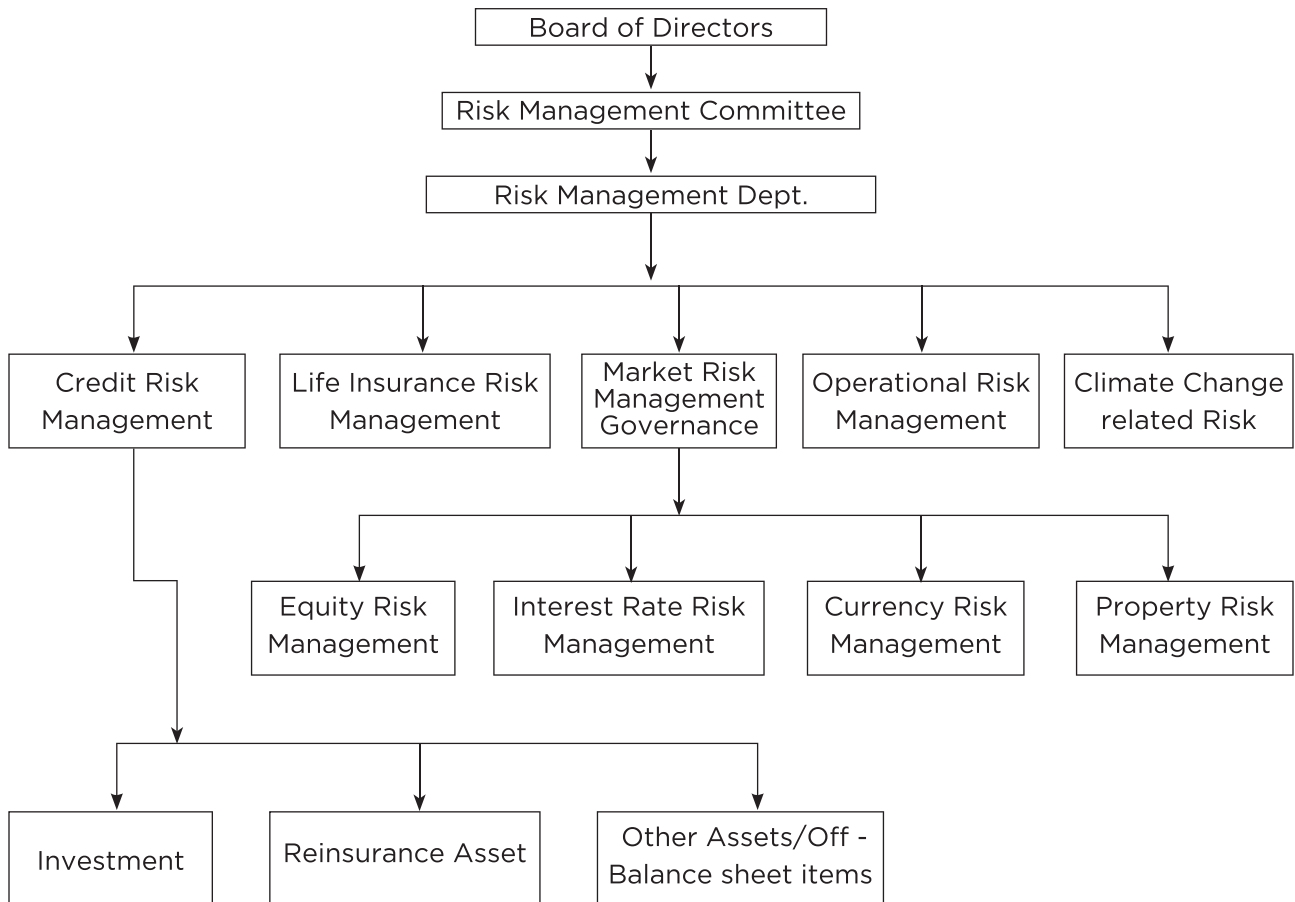 Board of Directors
Risk Management Committee
Risk Management Dept.
Credit Risk
Management
Life Insurance Risk
Management
Market Risk
Management
Governance
Operational Risk
Management
Climate Change
related Risk
Equity Risk
Management
Interest Rate Risk
Management
Currency Risk
Management
Property Risk
Management
Investment
Reinsurance Asset
Other Assets/Off -
Balance sheet items